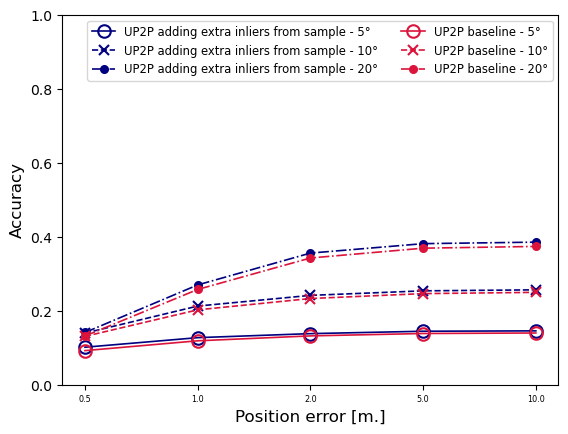 UP2P adding extra inliers from sample - 5°
UP2P adding extra inliers from sample - 10°
UP2P adding extra inliers from sample - 20°
UP2P baseline - 5°
UP2P baseline - 10°
UP2P baseline - 20°
1.0
0.8
0.6
0.4
0.2
0.0
Accuracy
0.5 1.0 2.0 5.0 10.0
Position error [m.]